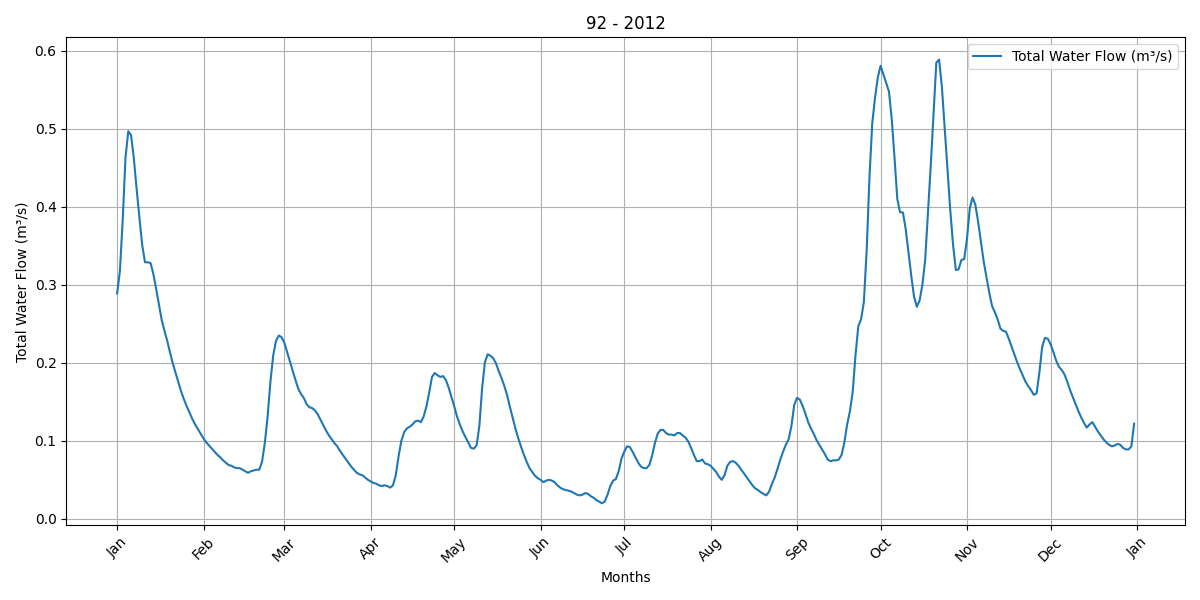 92 - 2012
Total Water Flow (m³/s)
Total Water Flow (m³/s)
0.6
0.5
0.4
0.3
0.2
0.1
0.0
Jan
Feb
Mar
Apr
May
Jun
Jul
Aug
Sep
Oct
Nov
Dec
Jan
Months